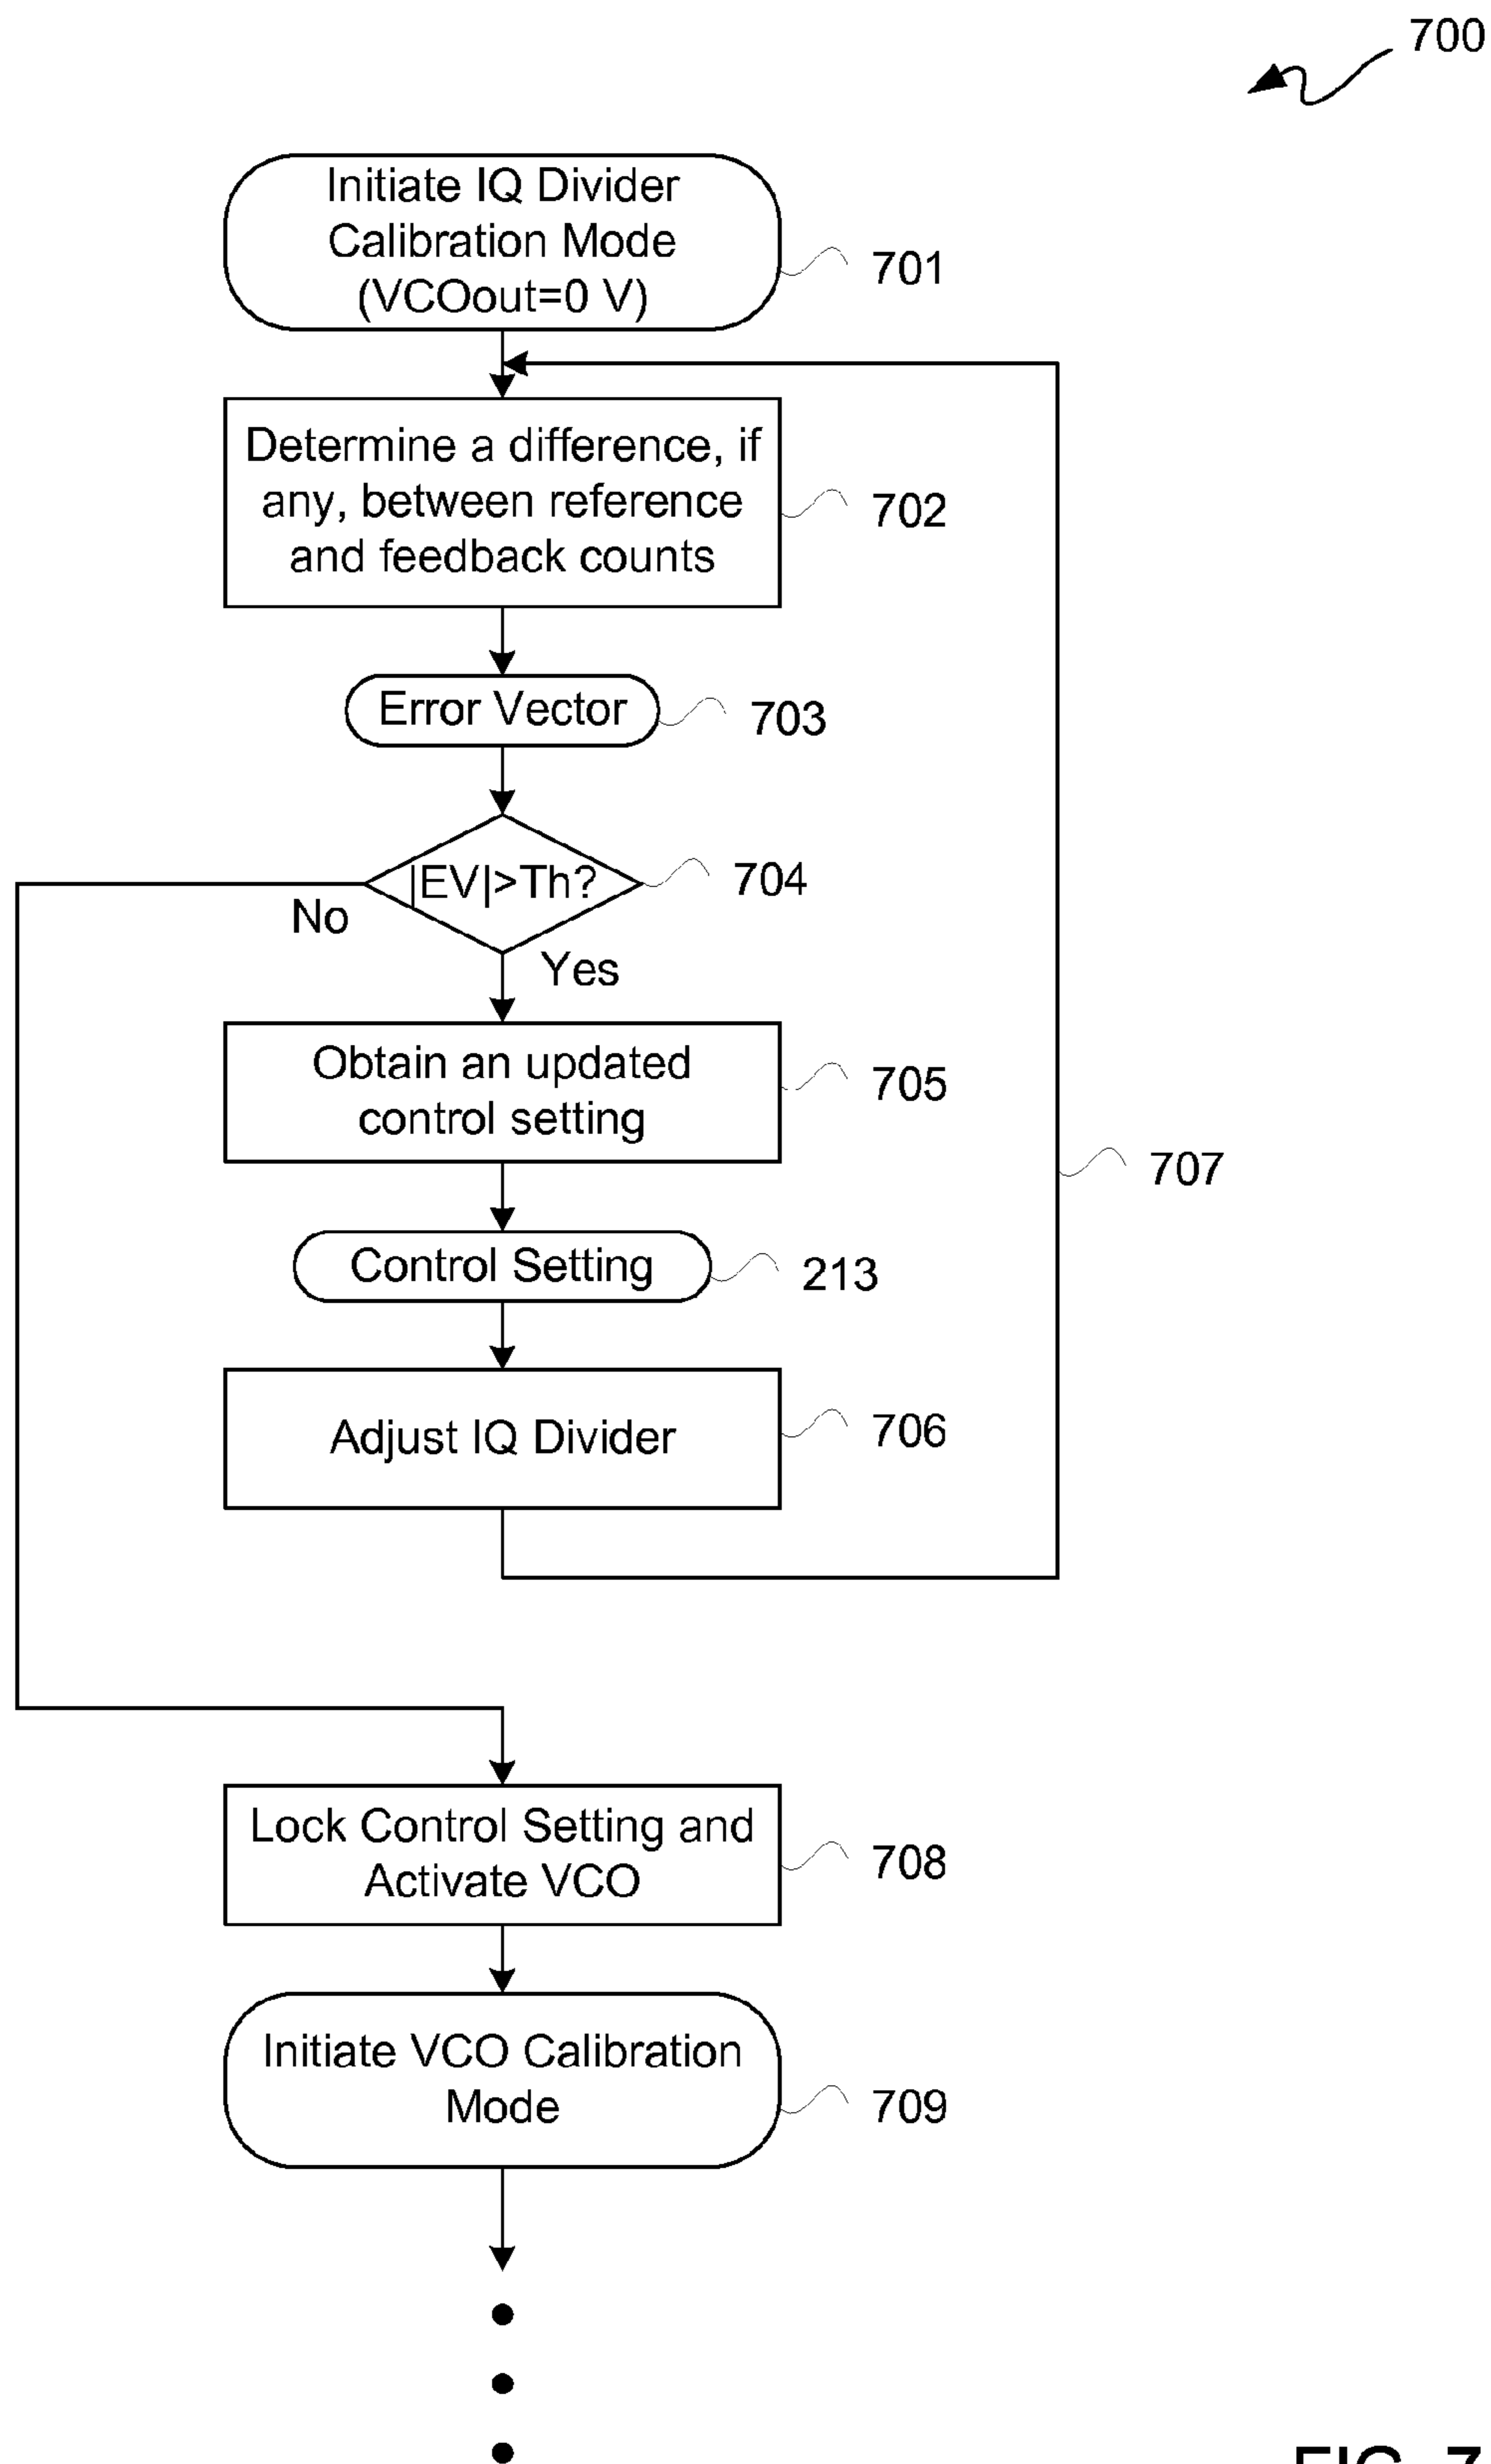 700
Initiate IQ Divider
Calibration Mode
(VCOout=0 V)
701
Determine a difference, if
any, between reference
and feedback counts
702
Error Vector
703
|EV|>Th?
704
No
Yes
Obtain an updated
control setting
705
707
Control Setting
213
Adjust IQ Divider
706
Lock Control Setting and
Activate VCO
708
Initiate VCO Calibration
Mode
709
FIG. 7